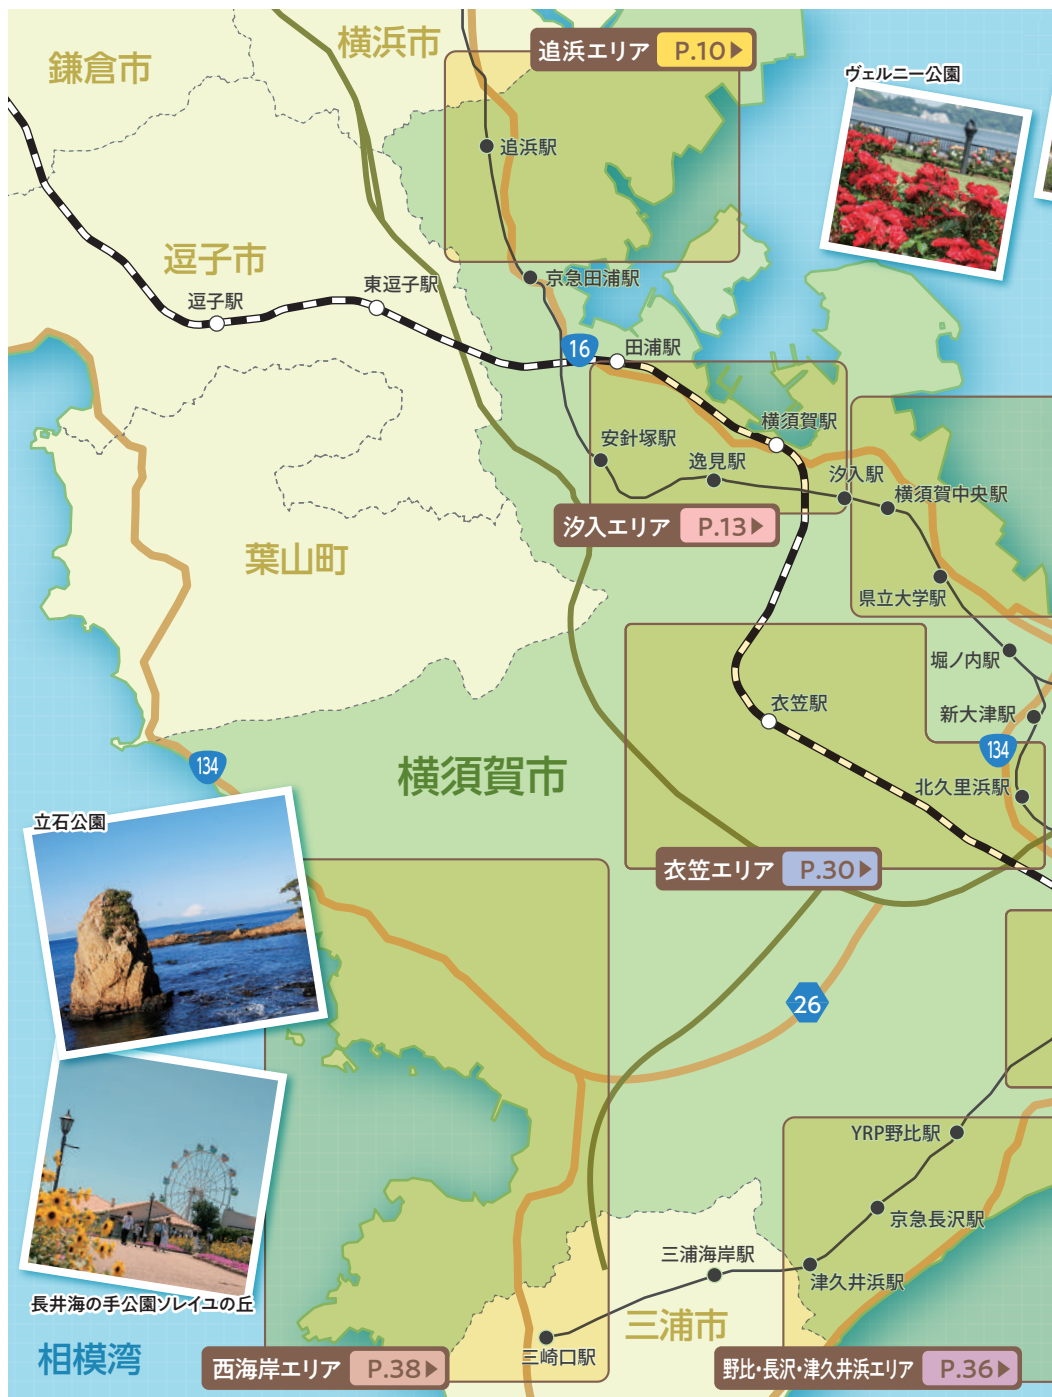 横浜市
追浜エリア P.10
鎌倉市
ヴェルニー公園
追浜駅
逗子市
京急田浦駅
東逗子駅
逗子駅
16
田浦駅
横須賀駅
安針塚駅
逸見駅
汐入駅
横須賀中央駅
汐入エリア P.13
葉山町
県立大学駅
堀ノ内駅
衣笠駅
新大津駅
134
134
横須賀市
北久里浜駅
立石公園
衣笠エリア P.30
26
YRP野比駅
京急長沢駅
三浦海岸駅
津久井浜駅
長井海の手公園ソレイユの丘
三浦市
相模湾
三崎口駅
西海岸エリア P.38
野比・長沢・津久井浜エリア P.36